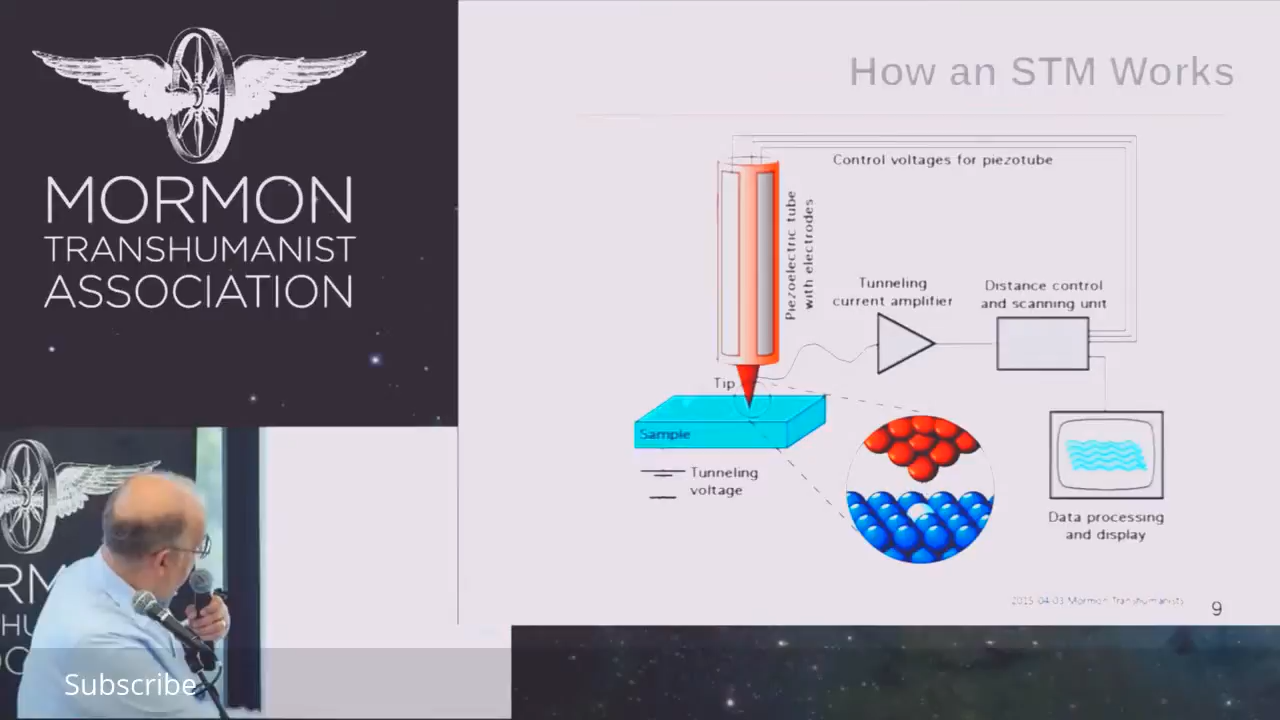 MORMON
TRANSHUMANIST
ASSOCIATION
How an STM Works
Control voltages for piezotube
Piezoelectric tube
with electrodes
Tunneling
current amplifier
Distance control
and scanning unit
Tip
Sample
Tunneling
voltage
Data processing
and display
2015-04-03 Mormon Transhumanists
9
RM
HU
Subscribe